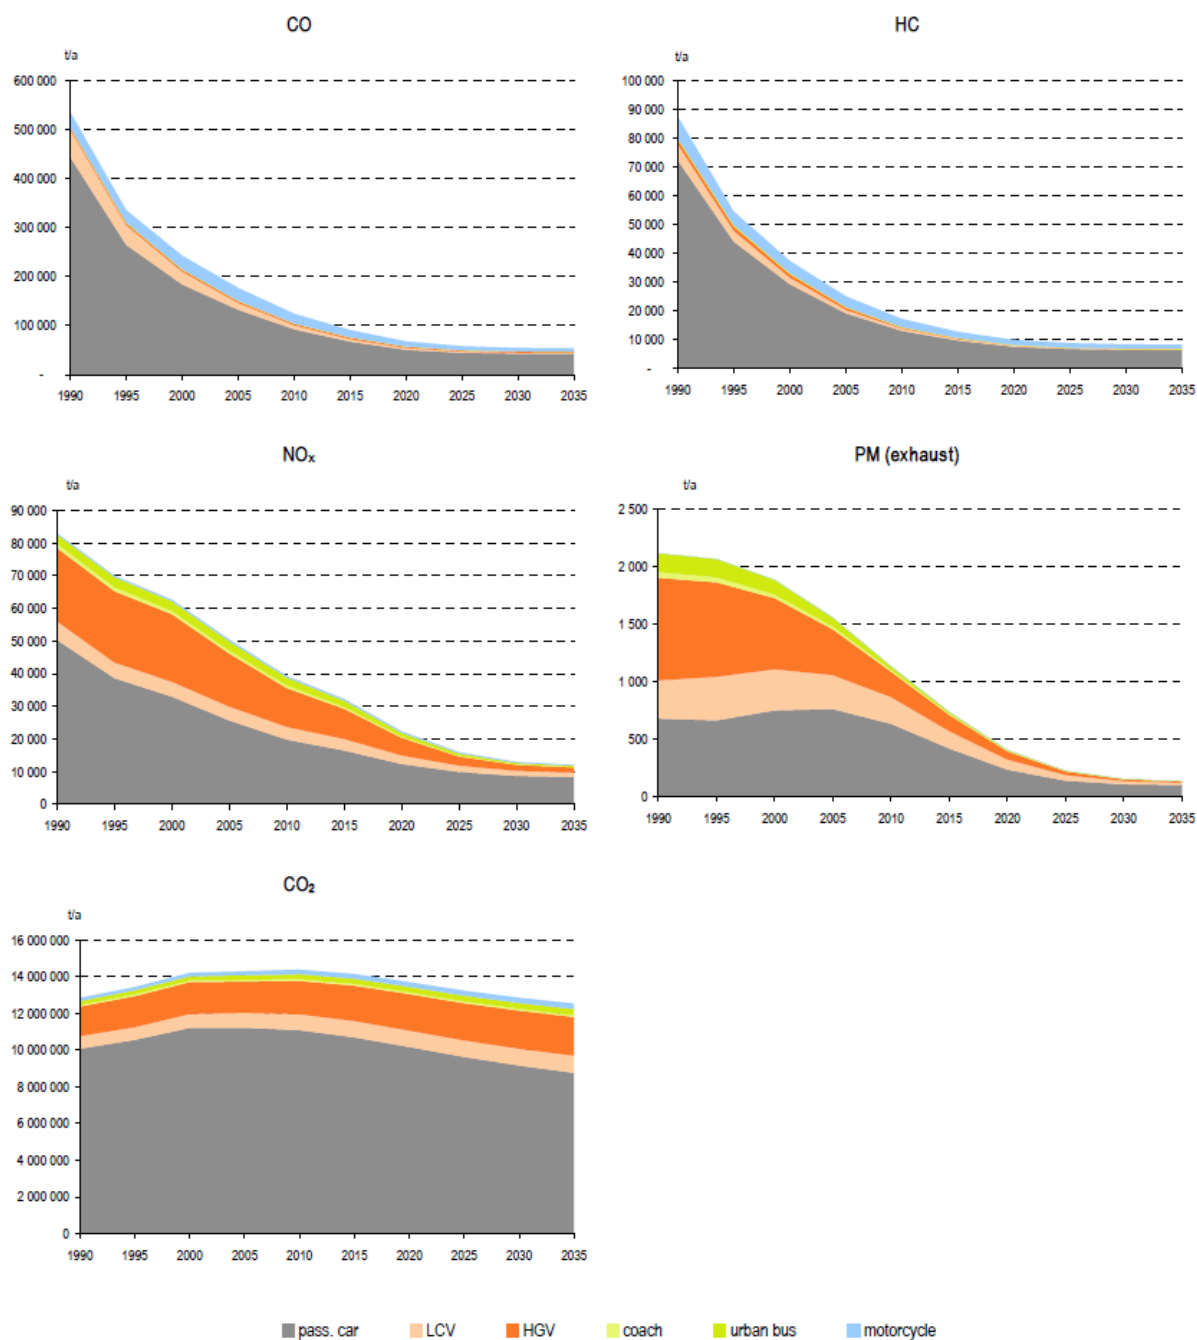 CO
t/a
600 000
500 000
400 000
300 000
200 000
100 000
-
1990 1995 2000 2005 2010 2015 2020 2025 2030 2035
HC
t/a
100 000
90 000
80 000
70 000
60 000
50 000
40 000
30 000
20 000
10 000
-
1990 1995 2000 2005 2010 2015 2020 2025 2030 2035
NOₓ
t/a
90 000
80 000
70 000
60 000
50 000
40 000
30 000
20 000
10 000
0
1990 1995 2000 2005 2010 2015 2020 2025 2030 2035
PM (exhaust)
t/a
2 500
2 000
1 500
1 000
500
0
1990 1995 2000 2005 2010 2015 2020 2025 2030 2035
CO₂
t/a
16 000 000
14 000 000
12 000 000
10 000 000
8 000 000
6 000 000
4 000 000
2 000 000
0
1990 1995 2000 2005 2010 2015 2020 2025 2030 2035
pass. car LCV HGV coach urban bus motorcycle